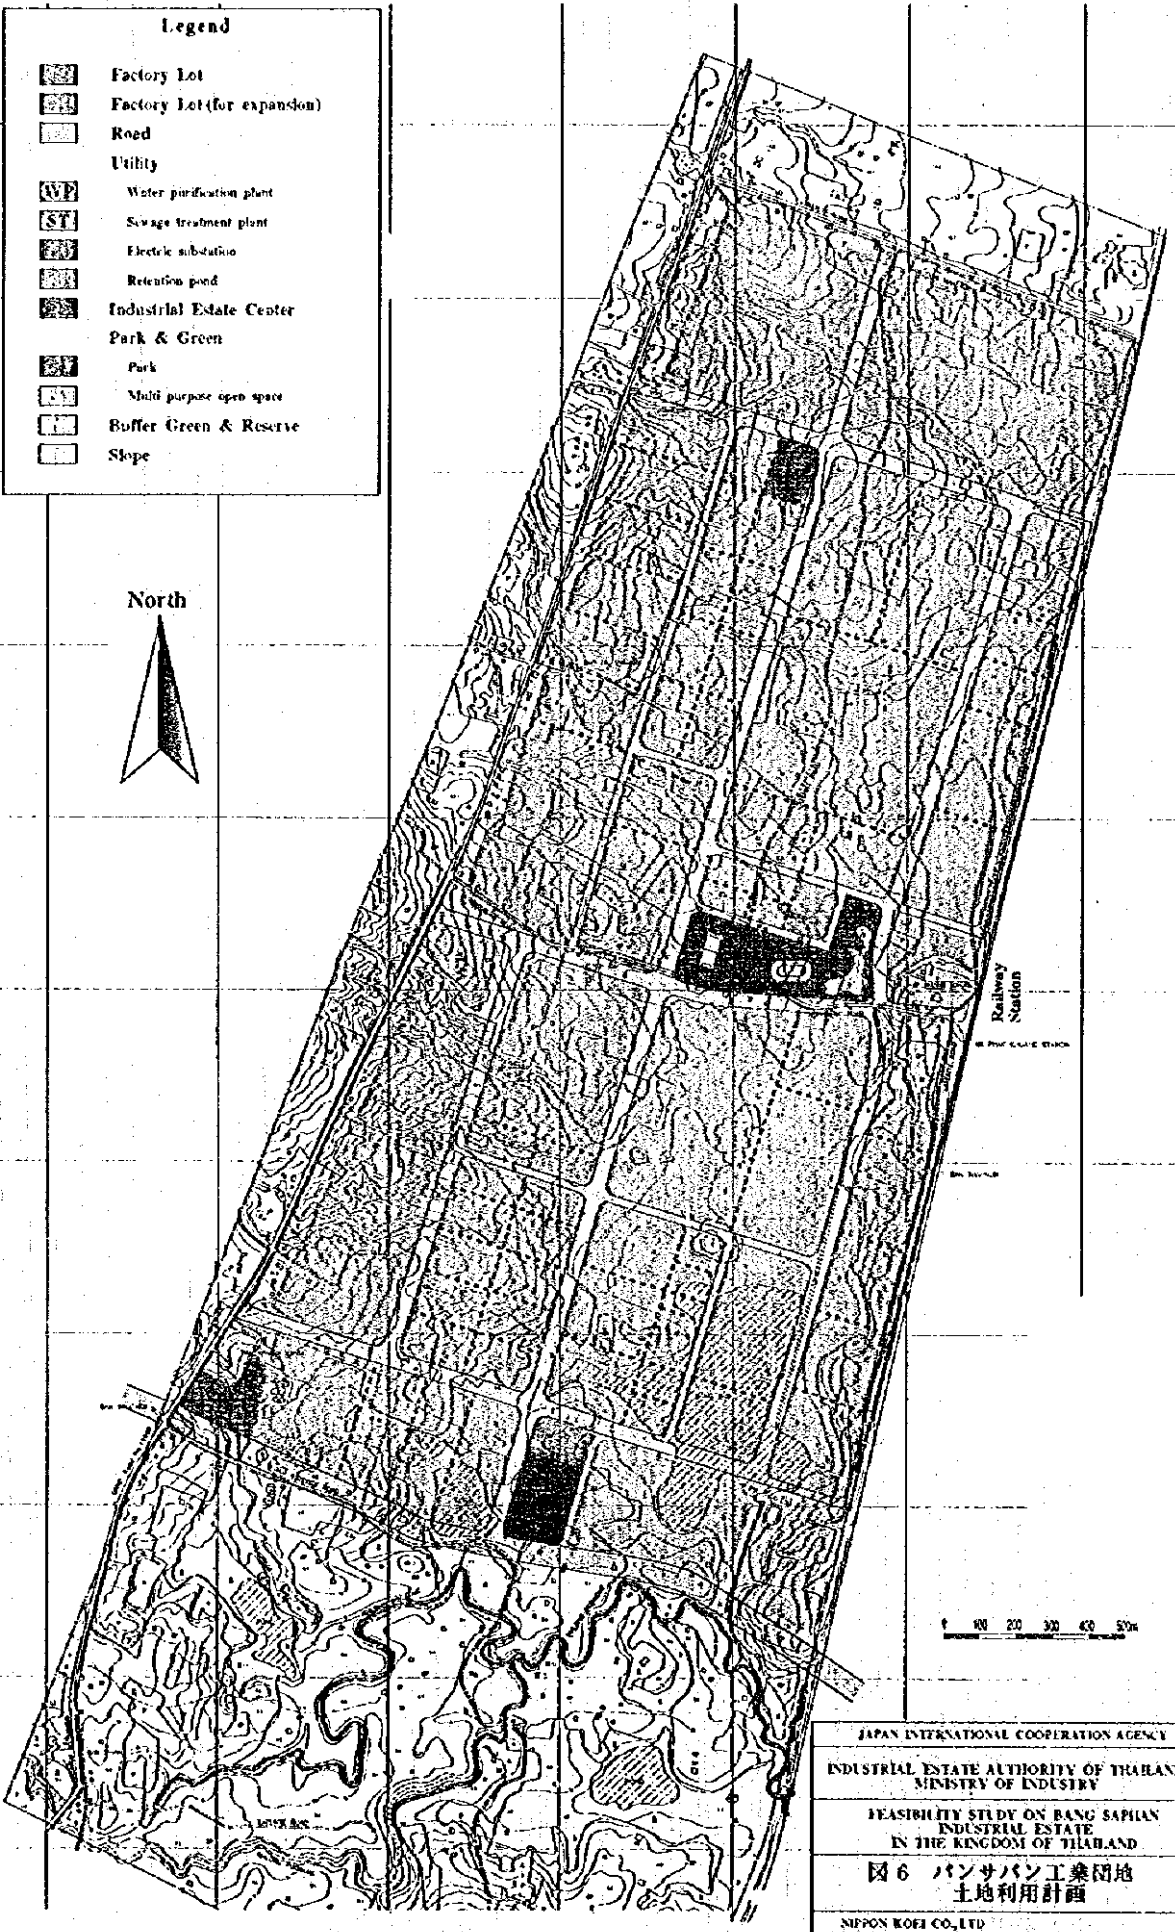 Legend
Factory Lot
Factory Lot (for expansion)
Road
Utility
WP
Water purification plant
ST
Sewage treatment plant
Electric substation
Retention pond
Industrial Estate Center
Park & Green
Park
Multi purpose open space
Buffer Green & Reserve
Slope
North
Railway
Station
0 100 200 300 400 500m
JAPAN INTERNATIONAL COOPERATION AGENCY
INDUSTRIAL ESTATE AUTHORITY OF THAILAN
MINISTRY OF INDUSTRY
FEASIBILITY STUDY ON BANG SAPHAN
INDUSTRIAL ESTATE
IN THE KINGDOM OF THAILAND
図 6 バンサパン工業団地
土地利用計画
NIPPON KOEI CO., LTD